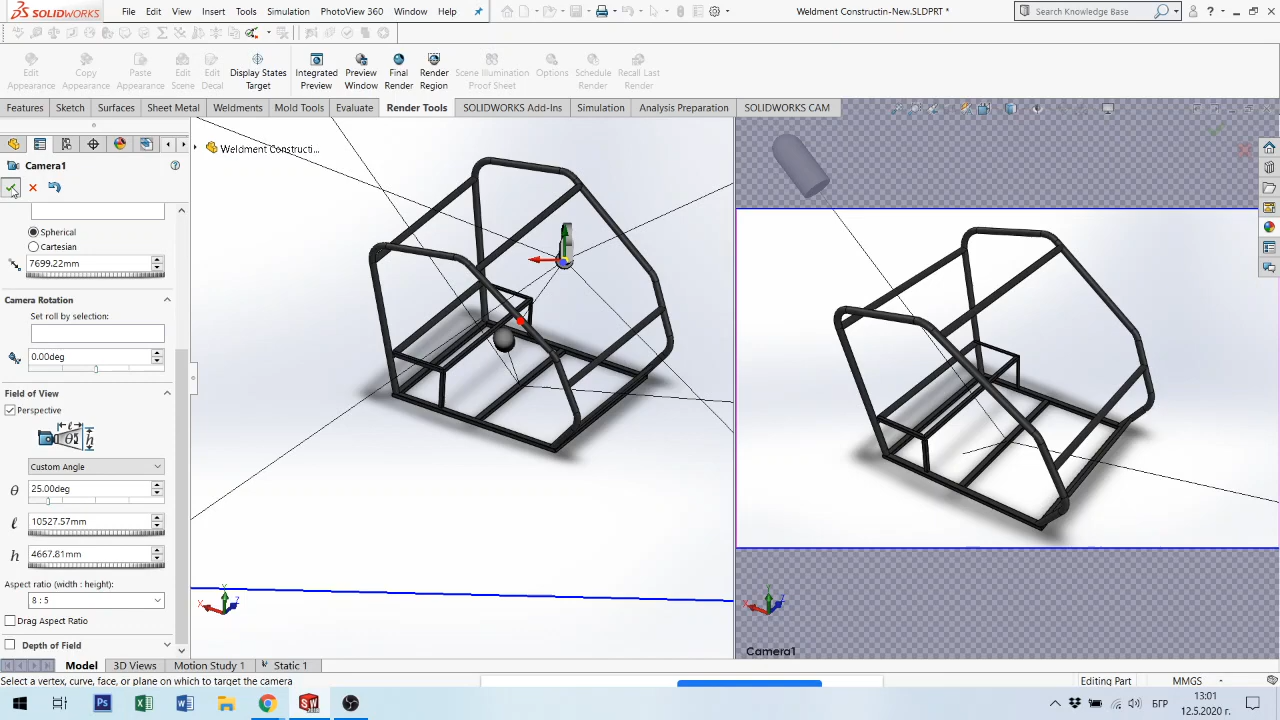 SOLIDWORKS File Edit View Insert Tools Simulation PhotoView 360 Window Help Weldment Constructin-New.SLDPRT * Search Knowledge Base ?
Edit Appearance Copy Appearance Paste Appearance Edit Scene Edit Decal Display States Target Integrated Preview Preview Window Final Render Render Region Scene Illumination Proof Sheet Options Schedule Render Recall Last Render
Features Sketch Surfaces Sheet Metal Weldments Mold Tools Evaluate Render Tools SOLIDWORKS Add-Ins Simulation Analysis Preparation SOLIDWORKS CAM
Weldment Constructi...
Camera1
Spherical
Cartesian
7699.22mm
Camera Rotation
Set roll by selection:
0.00deg
Field of View
Perspective
ℓ
θ h
Custom Angle
θ 25.00deg
ℓ 10527.57mm
h 4667.81mm
Aspect ratio (width : height):
8 : 5
Drag Aspect Ratio
Depth of Field
Y
X Z
Y
X Z
Camera1
Model 3D Views Motion Study 1 Static 1
Select a vertex, curve, face, or plane on which to target the camera Editing Part MMGS
Ps SW БГР 13:01
12.5.2020 г.